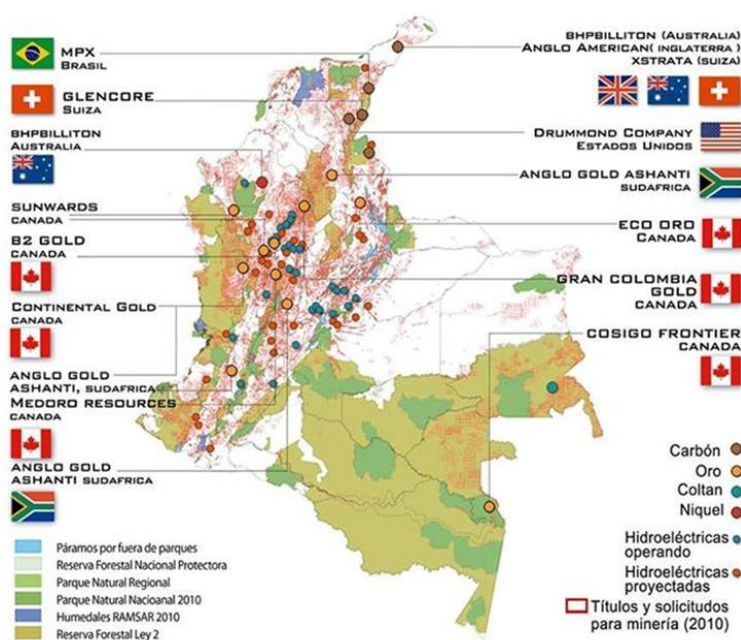 MPX
BRASIL
GLENCORE
SUIZA
BHPBILLITON
AUSTRALIA
SUNWARDS
CANADA
B2 GOLD
CANADA
CONTINENTAL GOLD
CANADA
ANGLO GOLD
ASHANTI, SUDAFRICA
MEDORO RESOURCES
CANADA
ANGLO GOLD
ASHANTI SUDAFRICA
BHPBILLITON (AUSTRALIA )
ANGLO AMERICAN( INGLATERRA )
XSTRATA (SUIZA)
DRUMMOND COMPANY
ESTADOS UNIDOS
ANGLO GOLD ASHANTI
SUDAFRICA
ECO ORO
CANADA
GRAN COLOMBIA
GOLD
CANADA
COSIGO FRONTIER
CANADA
Carbón
Oro
Coltan
Niquel
Hidroeléctricas
operando
Hidroeléctricas
proyectadas
Títulos y solicitudos
para minería (2010)
Páramos por fuera de parques
Reserva Forestal Nacional Protectora
Parque Natural Regional
Parque Natural Nacioanal 2010
Humedales RAMSAR 2010
Reserva Forestal Ley 2